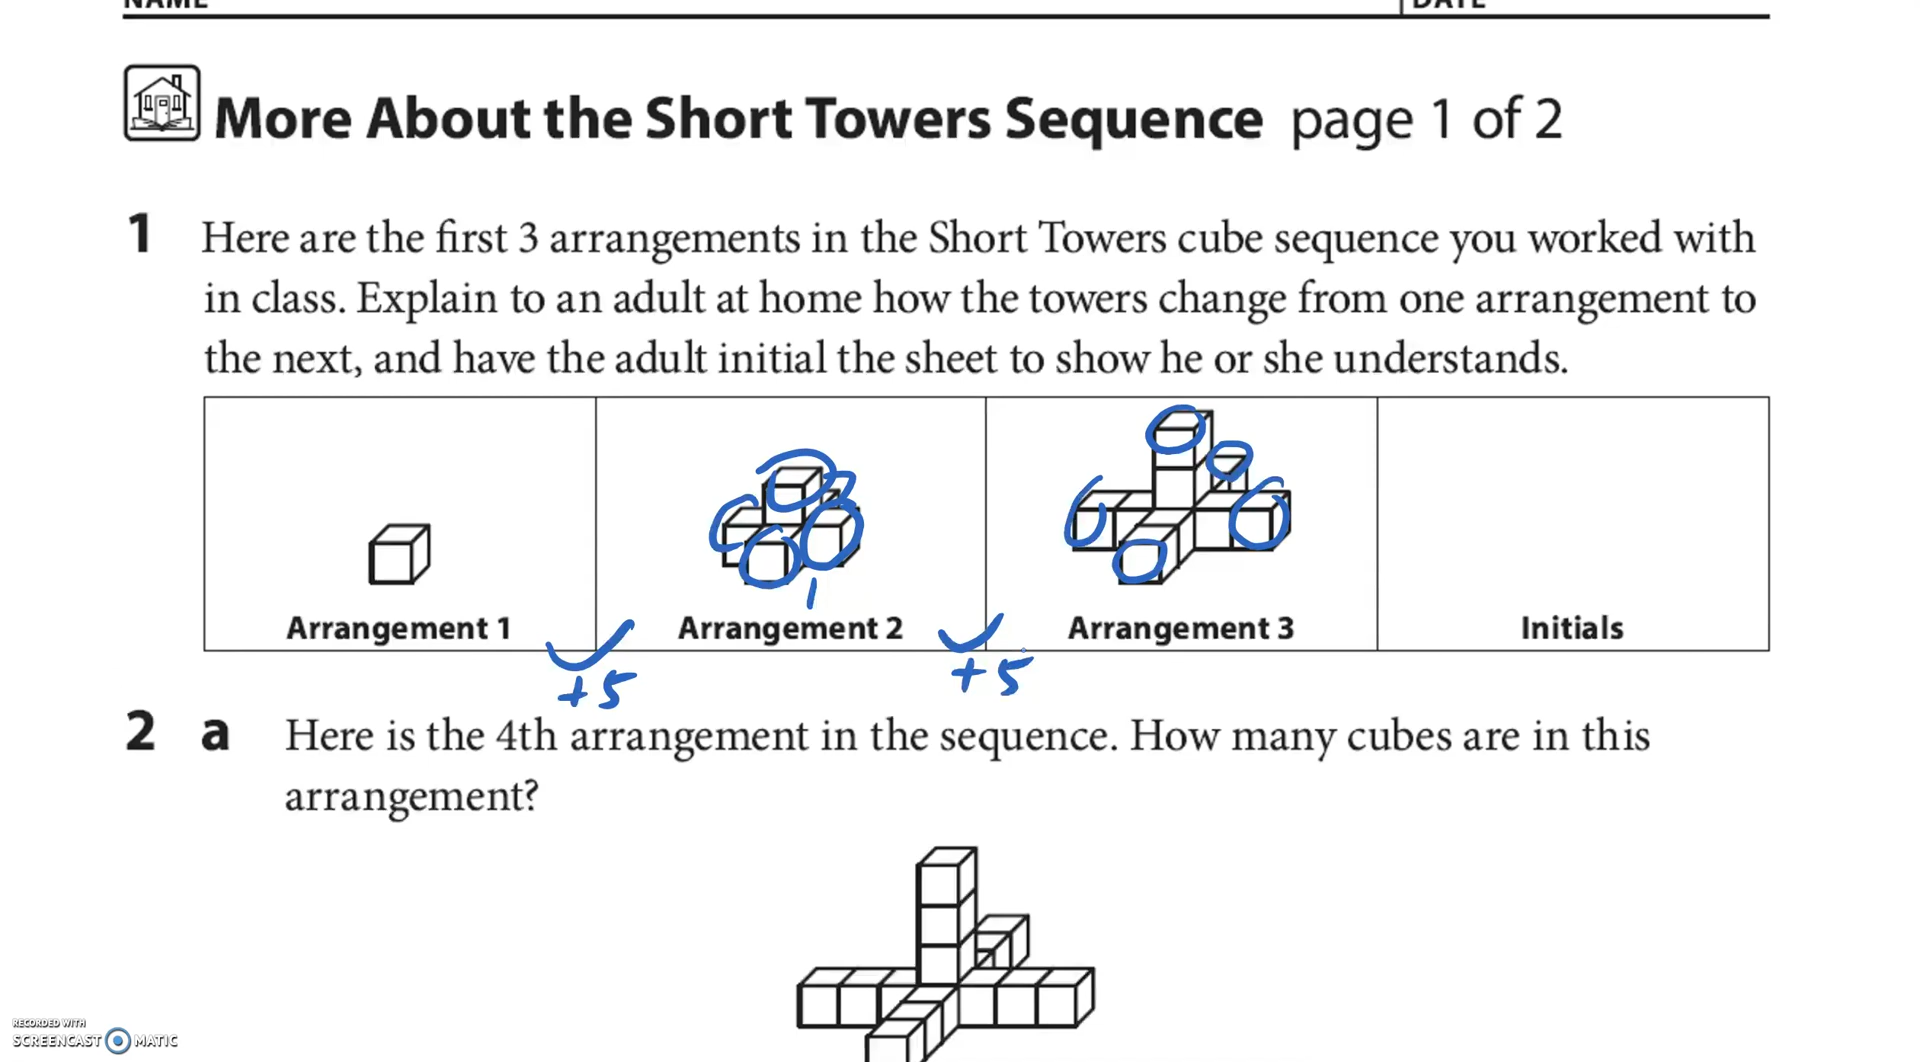 NAME
DATE
More About the Short Towers Sequence page 1 of 2
1 Here are the first 3 arrangements in the Short Towers cube sequence you worked with
in class. Explain to an adult at home how the towers change from one arrangement to
the next, and have the adult initial the sheet to show he or she understands.
Arrangement 1
Arrangement 2
Arrangement 3
Initials
+5
+5
2 a Here is the 4th arrangement in the sequence. How many cubes are in this
arrangement?
RECORDED WITH
SCREENCAST MATIC